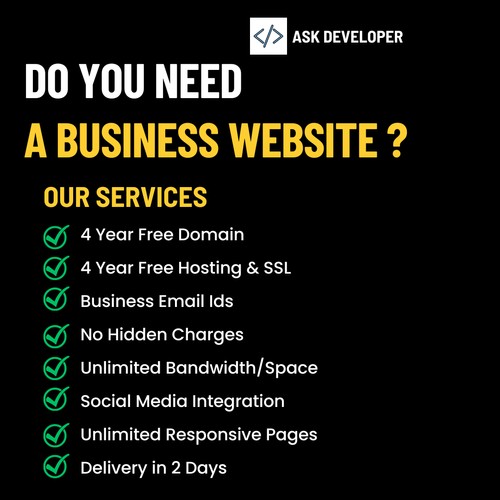 </> ASK DEVELOPER
DO YOU NEED
A BUSINESS WEBSITE ?
OUR SERVICES
4 Year Free Domain
4 Year Free Hosting & SSL
Business Email Ids
No Hidden Charges
Unlimited Bandwidth/Space
Social Media Integration
Unlimited Responsive Pages
Delivery in 2 Days